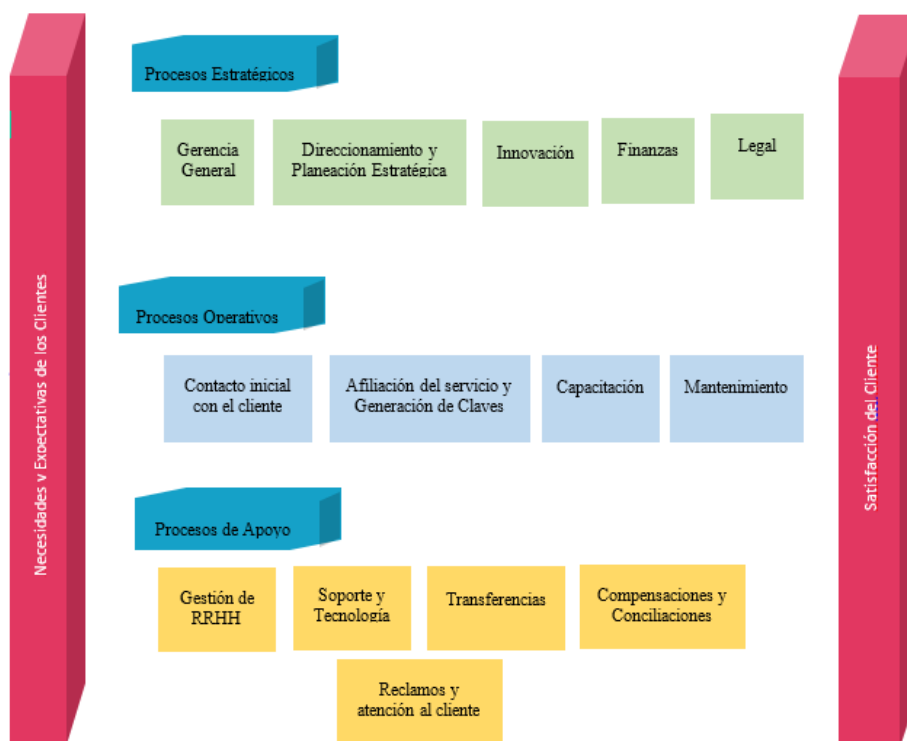 Necesidades y Expectativas de los Clientes
Procesos Estratégicos
Gerencia
General
Direccionamiento y
Planeación Estratégica
Innovación
Finanzas
Legal
Procesos Operativos
Contacto inicial
con el cliente
Afiliación del servicio y
Generación de Claves
Capacitación
Mantenimiento
Procesos de Apoyo
Gestión de
RRHH
Soporte y
Tecnología
Transferencias
Compensaciones y
Conciliaciones
Reclamos y
atención al cliente
Satisfacción del Cliente